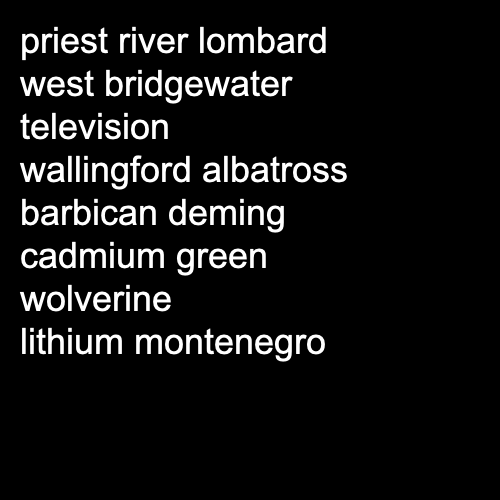 priest river lombard
west bridgewater
television
wallingford albatross
barbican deming
cadmium green
wolverine
lithium montenegro